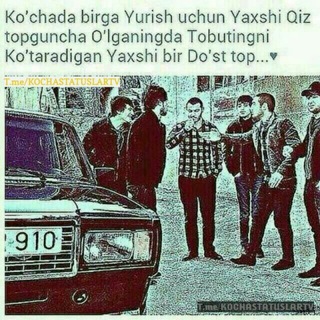 Ko'chada birga Yurish uchun Yaxshi Qiz
topguncha O'lganingda Tobutingni
Ko'taradigan Yaxshi bir Do'st top...♥
T.me/KOCHASTATUSLARTV
910
T.me/KOCHASTATUSLARTV